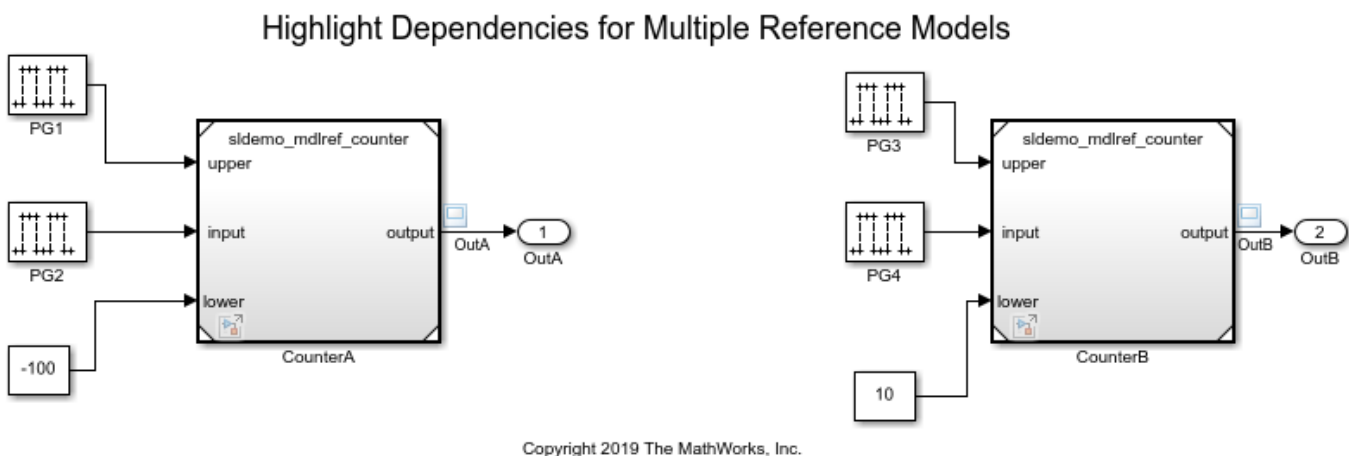 Highlight Dependencies for Multiple Reference Models
PG1
sldemo_mdlref_counter
upper
PG2
input
output
OutA
1
OutA
lower
-100
CounterA
PG3
sldemo_mdlref_counter
upper
PG4
input
output
OutB
2
OutB
lower
10
CounterB
Copyright 2019 The MathWorks, Inc.